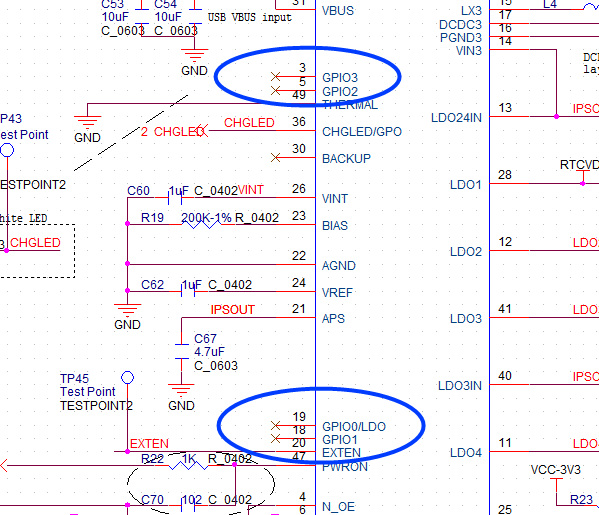 C53
10uF
C_0603
C54
10uF
C_0603
USB VBUS input
31
VBUS
GND
3
GPIO3
5
GPIO2
49
THERMAL
GND
TP43
est Point
ESTPOINT2
2 CHGLED
CHGLED
36
CHGLED/GPO
30
BACKUP
hite LED
3
CHGLED
C60
1uF
C_0402
VINT
26
VINT
R19
200K-1%
R_0402
23
BIAS
22
AGND
C62
1uF
C_0402
24
VREF
GND
IPSOUT
21
APS
C67
4.7uF
C_0603
GND
TP45
Test Point
TESTPOINT2
19
GPIO0/LDO
18
GPIO1
EXTEN
20
EXTEN
R22
1K
R_0402
47
PWRON
C70
102
C_0402
4
N_OE
6
15
LX3
L4
17
DCDC3
16
PGND3
14
VIN3
DCD
lay
LDO24IN
13
IPSO
RTCVD
LDO1
28
LDO2
12
LDO
LDO3
41
LDO
LDO3IN
40
IPSO
LDO4
11
LDO
VCC-3V3
R23
25